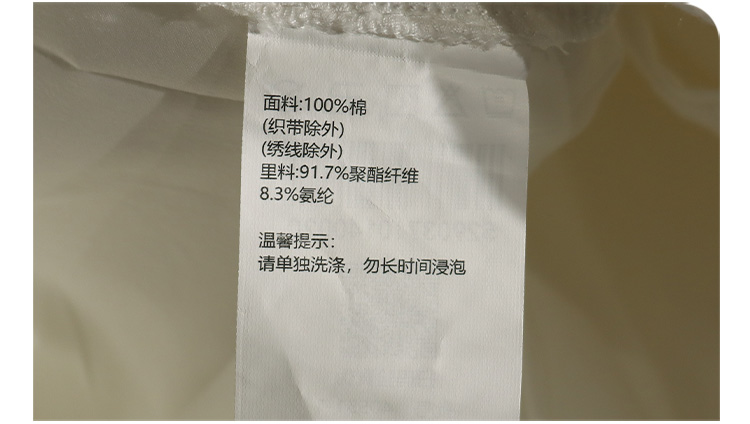 面料:100%棉
(织带除外)
(绣线除外)
里料:91.7%聚酯纤维
8.3%氨纶
温馨提示：
请单独洗涤，勿长时间浸泡